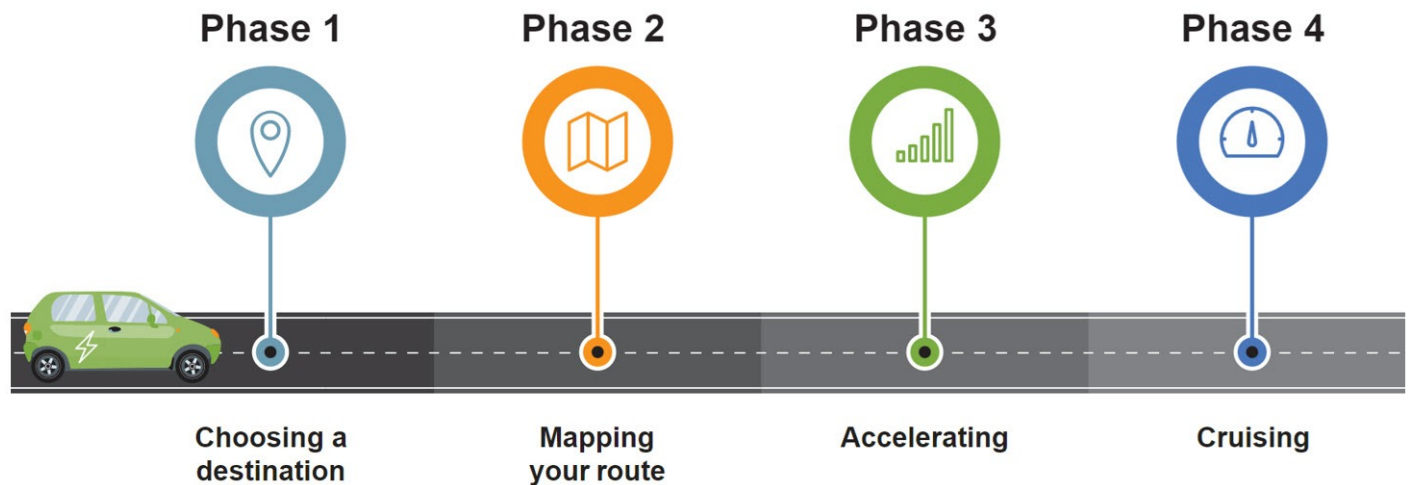 Phase 1
Phase 2
Phase 3
Phase 4
Choosing a
destination
Mapping
your route
Accelerating
Cruising